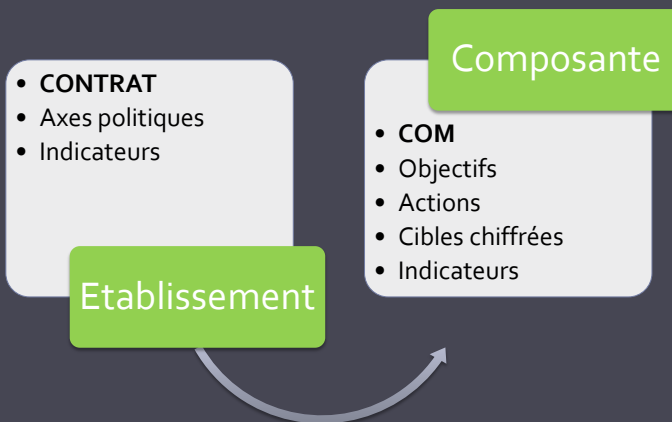 • CONTRAT
• Axes politiques
• Indicateurs
Etablissement
Composante
• COM
• Objectifs
• Actions
• Cibles chiffrées
• Indicateurs